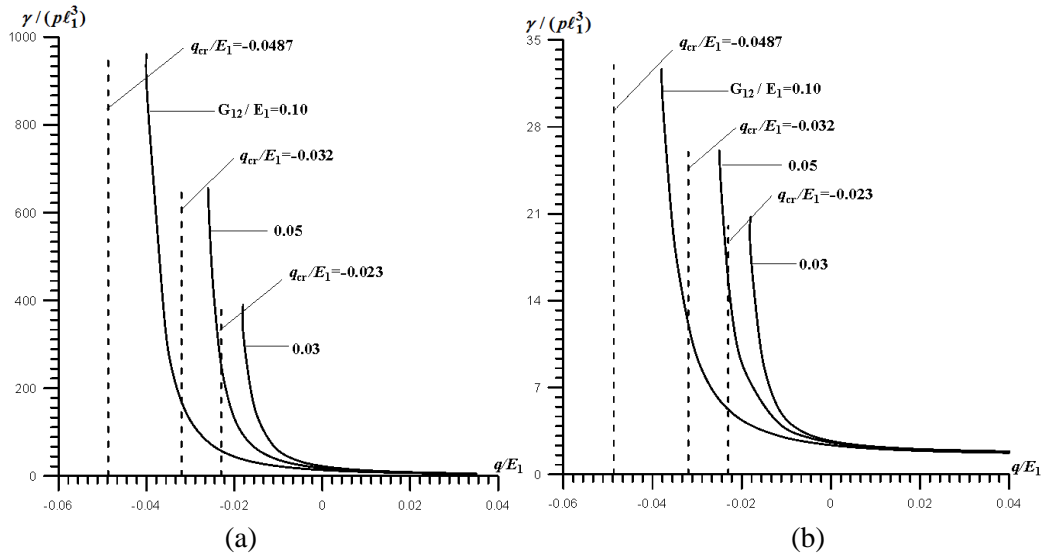 γ / (pℓ₁³)
1000
800
600
400
200
0
-0.06
-0.04
-0.02
0
0.02
0.04
q/E₁
q_cr/E₁=-0.0487
G₁₂/ E₁=0.10
q_cr/E₁=-0.032
0.05
q_cr/E₁=-0.023
0.03
(a)
γ / (pℓ₁³)
35
28
21
14
7
0
-0.06
-0.04
-0.02
0
0.02
0.04
q/E₁
q_cr/E₁=-0.0487
G₁₂/ E₁=0.10
q_cr/E₁=-0.032
0.05
q_cr/E₁=-0.023
0.03
(b)